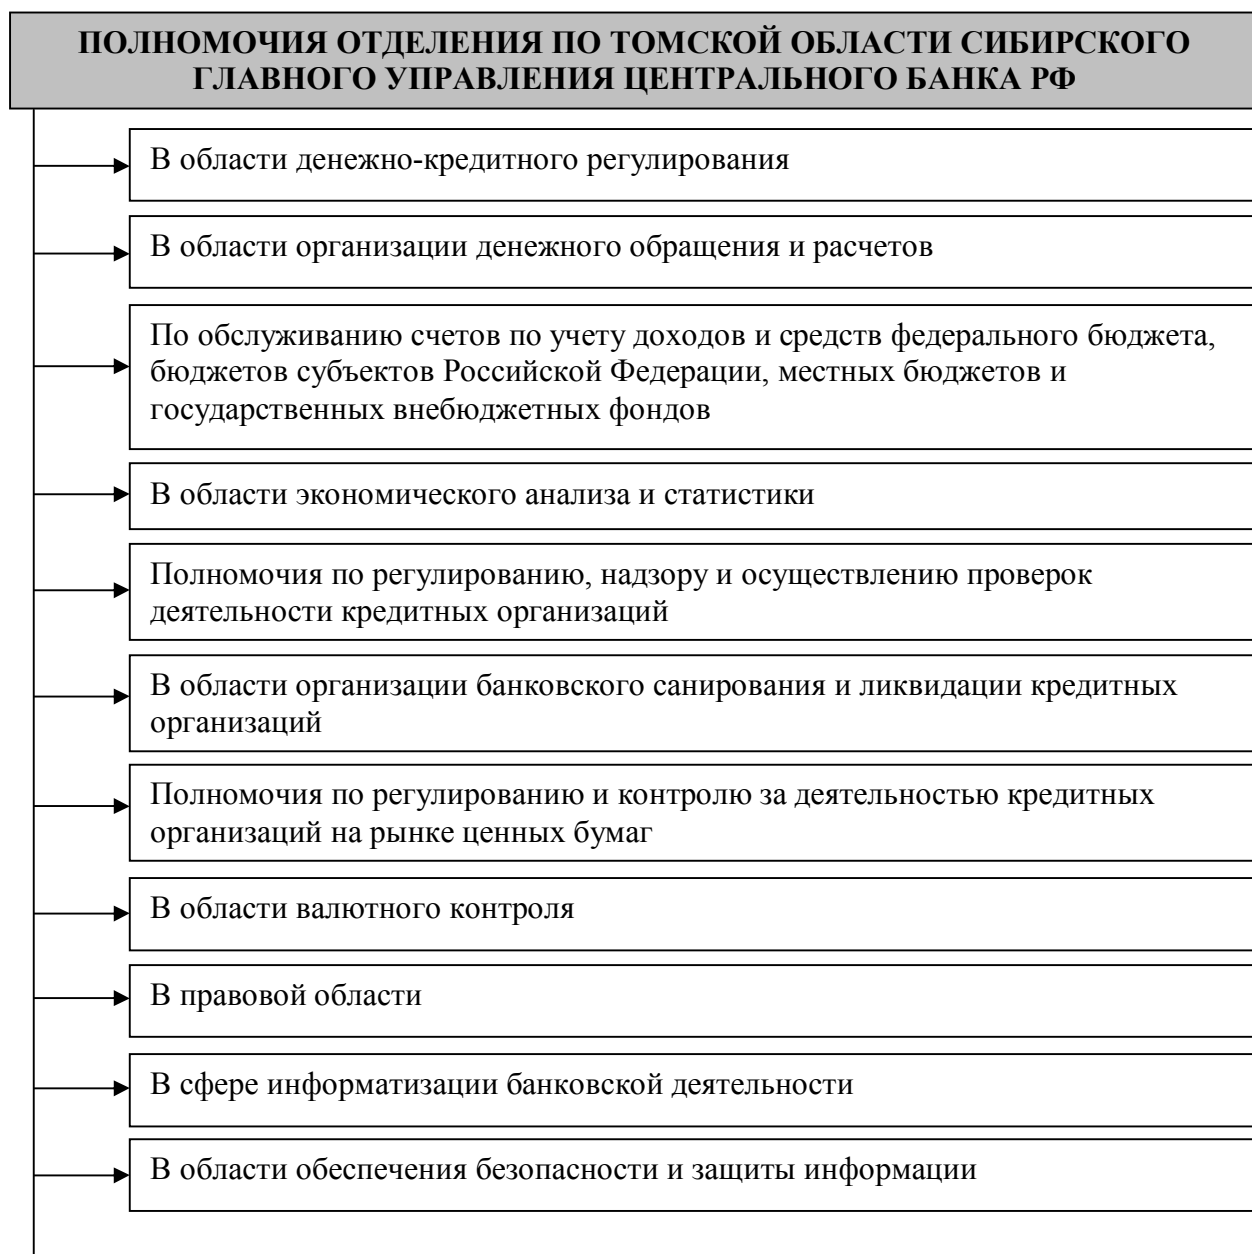 ПОЛНОМОЧИЯ ОТДЕЛЕНИЯ ПО ТОМСКОЙ ОБЛАСТИ СИБИРСКОГО
ГЛАВНОГО УПРАВЛЕНИЯ ЦЕНТРАЛЬНОГО БАНКА РФ
В области денежно-кредитного регулирования
В области организации денежного обращения и расчетов
По обслуживанию счетов по учету доходов и средств федерального бюджета,
бюджетов субъектов Российской Федерации, местных бюджетов и
государственных внебюджетных фондов
В области экономического анализа и статистики
Полномочия по регулированию, надзору и осуществлению проверок
деятельности кредитных организаций
В области организации банковского санирования и ликвидации кредитных
организаций
Полномочия по регулированию и контролю за деятельностью кредитных
организаций на рынке ценных бумаг
В области валютного контроля
В правовой области
В сфере информатизации банковской деятельности
В области обеспечения безопасности и защиты информации